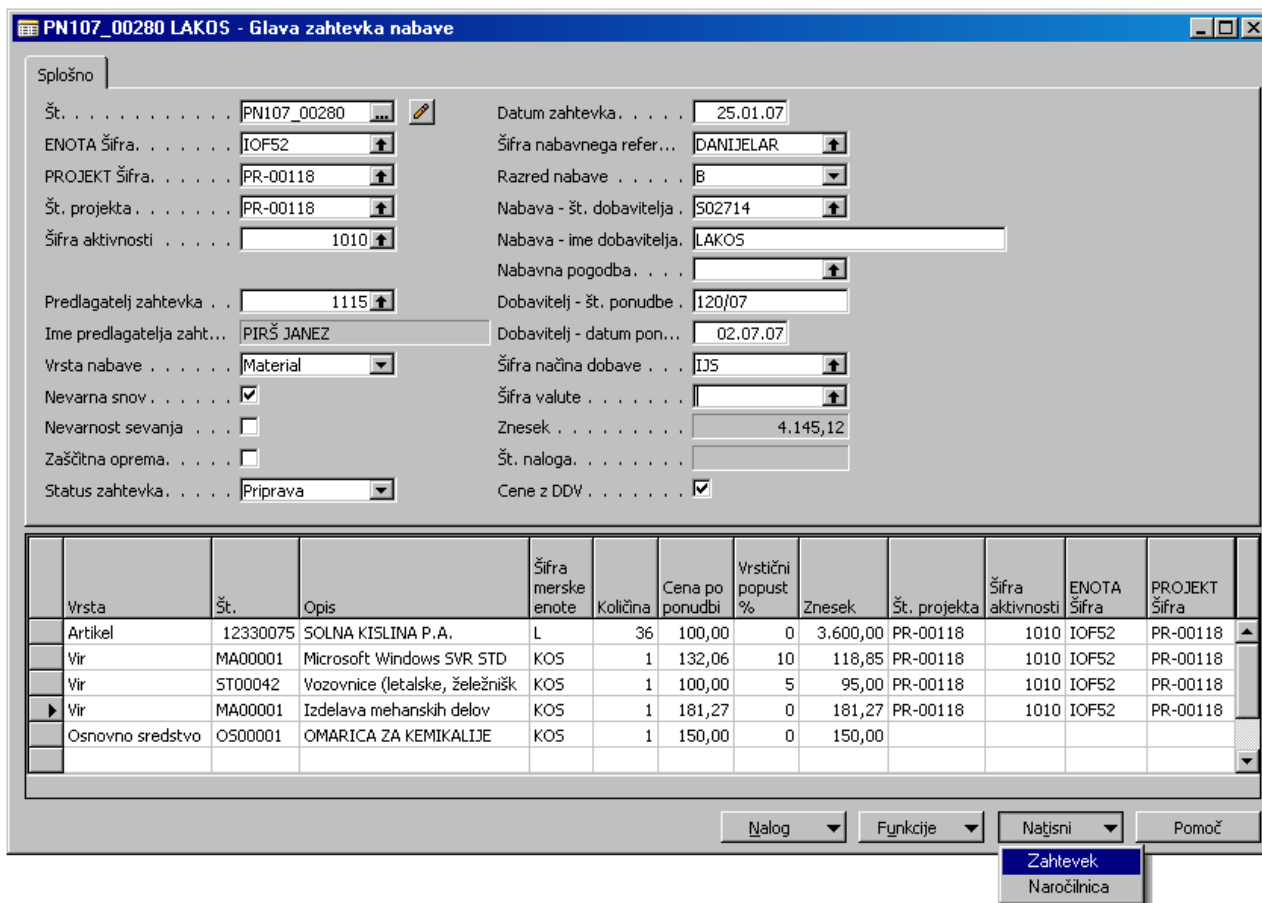 PN107_00280 LAKOS - Glava zahtevka nabave
Splošno
Št. . . . . . . . . . . . . PN107_00280 ...
Datum zahtevka. . . . . 25.01.07
ENOTA Šifra. . . . . . . IOF52
Šifra nabavnega refer... DANIJELAR
PROJEKT Šifra. . . . . . PR-00118
Razred nabave . . . . . B
Št. projekta. . . . . . . PR-00118
Nabava - št. dobavitelja . S02714
Šifra aktivnosti . . . . . 1010
Nabava - ime dobavitelja. LAKOS
Nabavna pogodba. . . . .
Predlagatelj zahtevka . . 1115
Dobavitelj - št. ponudbe . 120/07
Ime predlagatelja zaht... PIRŠ JANEZ
Dobavitelj - datum pon... 02.07.07
Vrsta nabave . . . . . . Material
Šifra načina dobave . . . IJS
Nevarna snov . . . . . .
Šifra valute . . . . . . .
Nevarnost sevanja . . . .
Znesek . . . . . . . . . 4.145,12
Zaščitna oprema. . . . .
Št. naloga. . . . . . . .
Status zahtevka. . . . . Priprava
Cene z DDV . . . . . . .
Vrsta Št. Opis Šifra merske enote Količina Cena po ponudbi Vrstični popust % Znesek Št. projekta Šifra aktivnosti ENOTA Šifra PROJEKT Šifra
Artikel 12330075 SOLNA KISLINA P.A. L 36 100,00 0 3.600,00 PR-00118 1010 IOF52 PR-00118
Vir MA00001 Microsoft Windows SVR STD KOS 1 132,06 10 118,85 PR-00118 1010 IOF52 PR-00118
Vir ST00042 Vozovnice (letalske, železnišk KOS 1 100,00 5 95,00 PR-00118 1010 IOF52 PR-00118
Vir MA00001 Izdelava mehanskih delov KOS 1 181,27 0 181,27 PR-00118 1010 IOF52 PR-00118
Osnovno sredstvo OS00001 OMARICA ZA KEMIKALIJE KOS 1 150,00 0 150,00
Nalog Funkcije Natisni Pomoč
Zahtevek
Naročilnica